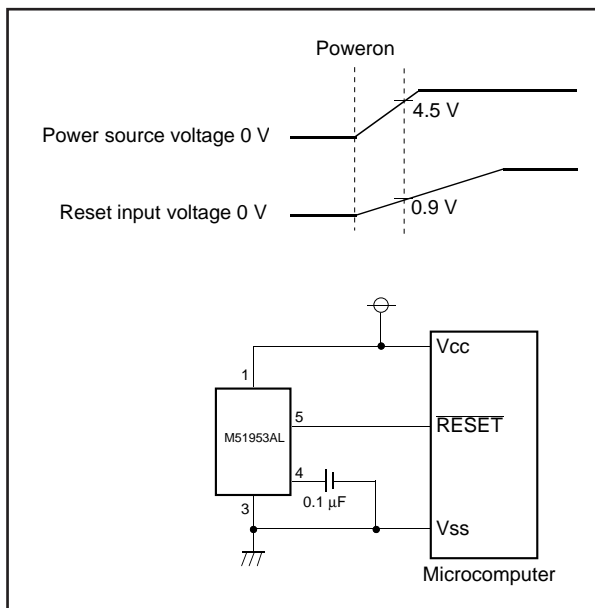 Poweron
4.5 V
Power source voltage 0 V
0.9 V
Reset input voltage 0 V
1
Vcc
5
RESET
M51953AL
4
0.1 μF
3
Vss
Microcomputer